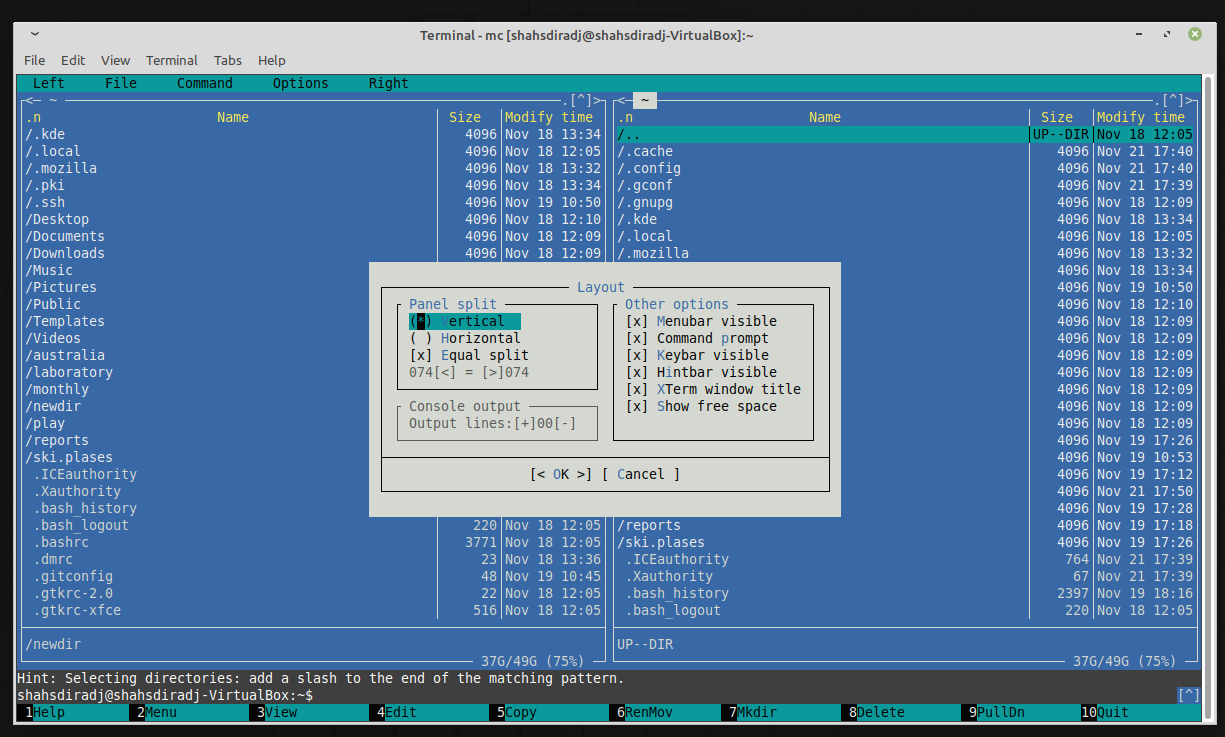 Terminal - mc [shahsdiradj@shahsdiradj-VirtualBox]:~
File Edit View Terminal Tabs Help
Left File Command Options Right
<─ ~ .[^]>
.n Name Size Modify time
/.kde 4096 Nov 18 13:34
/.local 4096 Nov 18 12:05
/.mozilla 4096 Nov 18 13:32
/.pki 4096 Nov 18 13:34
/.ssh 4096 Nov 19 10:50
/Desktop 4096 Nov 18 12:10
/Documents 4096 Nov 18 12:09
/Downloads 4096 Nov 18 12:09
/Music
/Pictures
/Public
/Templates
/Videos
/australia
/laboratory
/monthly
/newdir
/play
/reports
/ski.plases
.ICEauthority
.Xauthority
.bash_history
.bash_logout 220 Nov 18 12:05
.bashrc 3771 Nov 18 12:05
.dmrc 23 Nov 18 13:36
.gitconfig 48 Nov 19 10:45
.gtkrc-2.0 22 Nov 18 12:05
.gtkrc-xfce 516 Nov 18 12:05
/newdir
37G/49G (75%)
<─ ~ .[^]>
.n Name Size Modify time
/.. UP--DIR Nov 18 12:05
/.cache 4096 Nov 21 17:40
/.config 4096 Nov 21 17:40
/.gconf 4096 Nov 21 17:39
/.gnupg 4096 Nov 18 12:09
/.kde 4096 Nov 18 13:34
/.local 4096 Nov 18 12:05
/.mozilla 4096 Nov 18 13:32
4096 Nov 18 13:34
4096 Nov 19 10:50
4096 Nov 18 12:10
4096 Nov 18 12:09
4096 Nov 18 12:09
4096 Nov 18 12:09
4096 Nov 18 12:09
4096 Nov 18 12:09
4096 Nov 18 12:09
4096 Nov 18 12:09
4096 Nov 19 17:26
4096 Nov 19 10:53
4096 Nov 19 17:12
4096 Nov 21 17:50
4096 Nov 19 17:28
/reports 4096 Nov 19 17:18
/ski.plases 4096 Nov 19 17:26
.ICEauthority 764 Nov 21 17:39
.Xauthority 67 Nov 21 17:39
.bash_history 2397 Nov 19 18:16
.bash_logout 220 Nov 18 12:05
UP--DIR
37G/49G (75%)
Layout
Panel split
(*) Vertical
( ) Horizontal
[x] Equal split
074[<] = [>]074
Console output
Output lines:[+]00[-]
Other options
[x] Menubar visible
[x] Command prompt
[x] Keybar visible
[x] Hintbar visible
[x] XTerm window title
[x] Show free space
[< OK >] [ Cancel ]
Hint: Selecting directories: add a slash to the end of the matching pattern.
shahsdiradj@shahsdiradj-VirtualBox:~$ [^]
1Help 2Menu 3View 4Edit 5Copy 6RenMov 7Mkdir 8Delete 9PullDn 10Quit